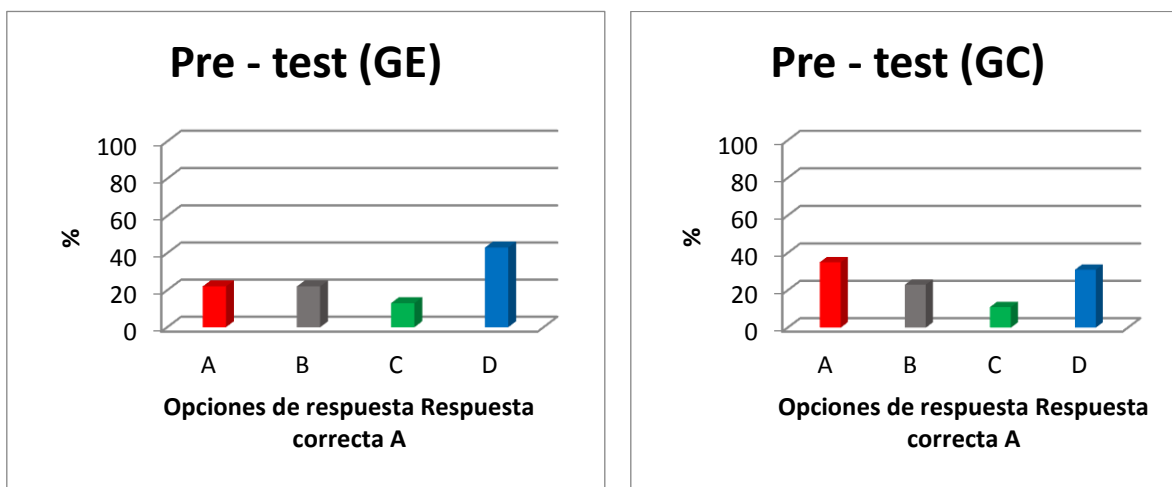 Pre - test (GE)
100
80
60
40
20
0
%
A B C D
Opciones de respuesta Respuesta
correcta A
Pre - test (GC)
100
80
60
40
20
0
%
A B C D
Opciones de respuesta Respuesta
correcta A